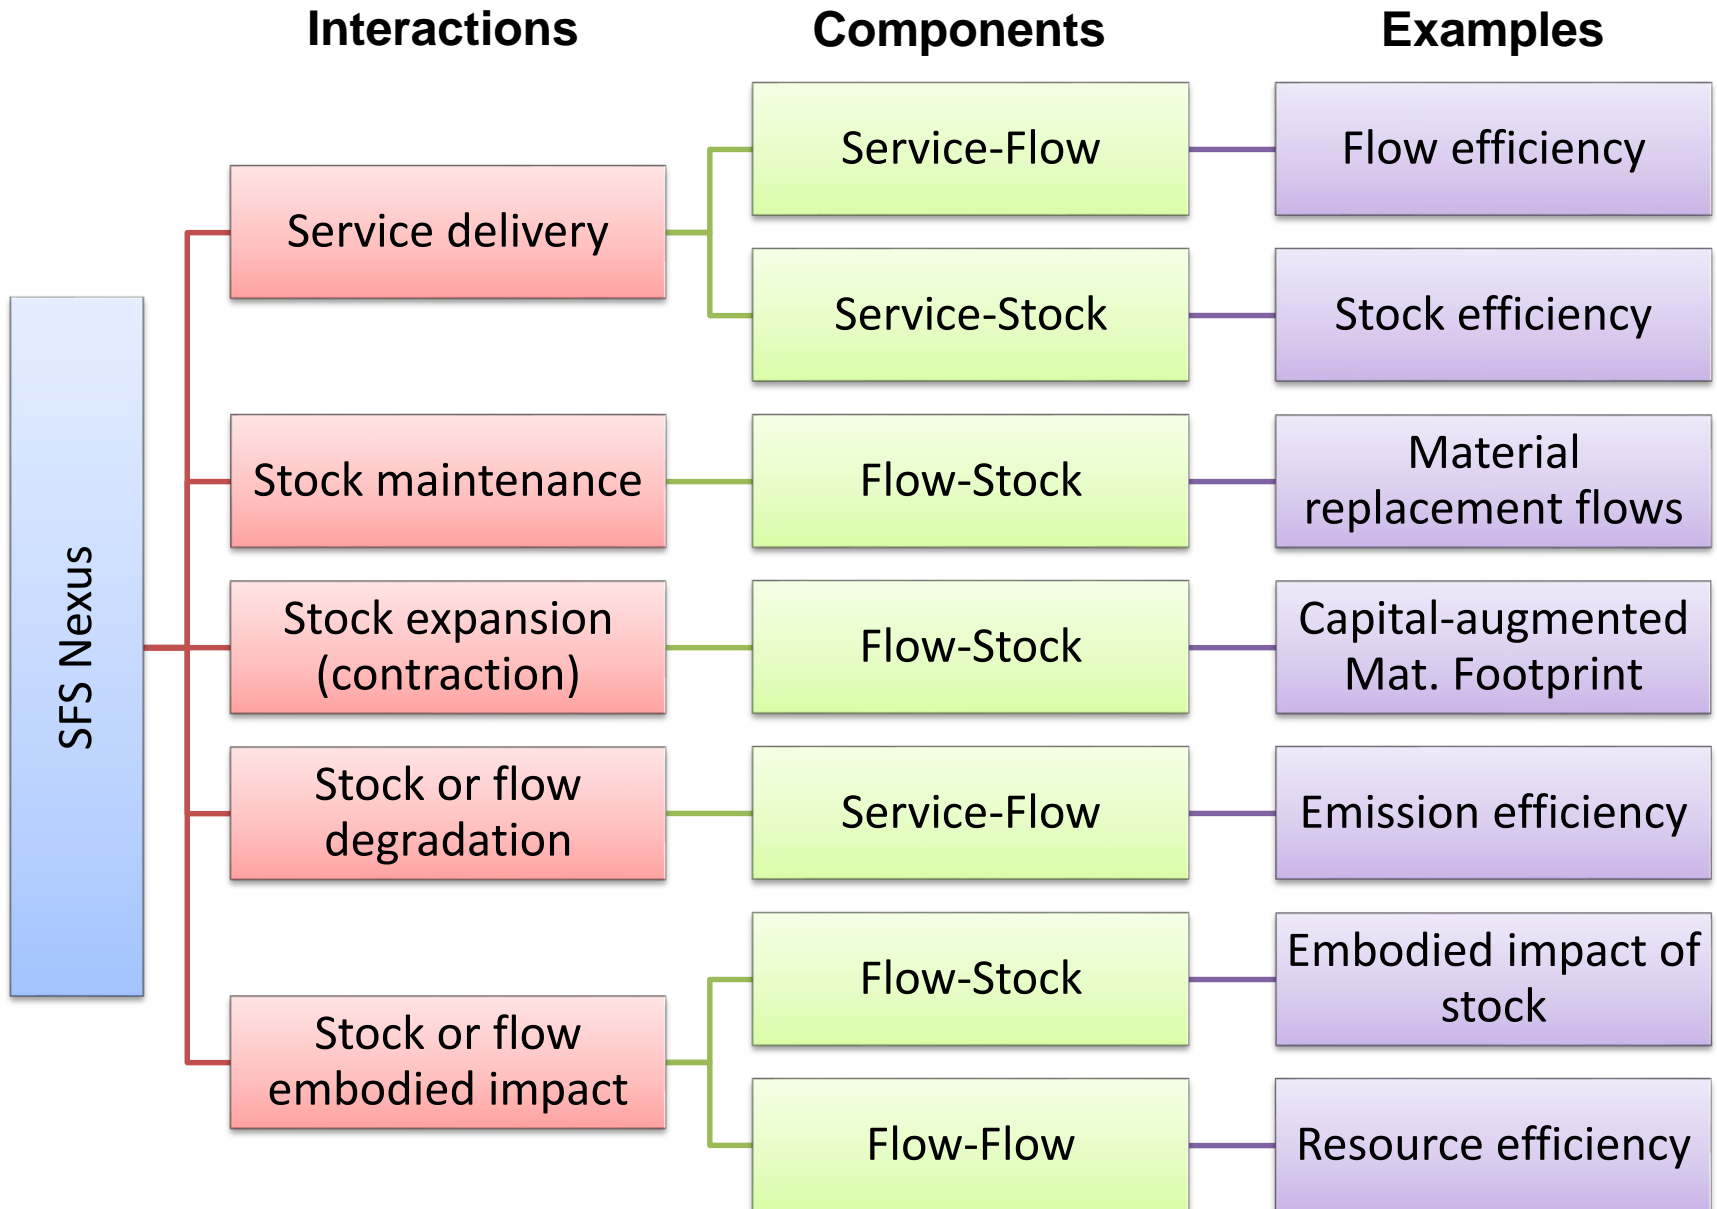 Interactions
Components
Examples
SFS Nexus
Service delivery
Service-Flow
Flow efficiency
Service-Stock
Stock efficiency
Stock maintenance
Flow-Stock
Material
replacement flows
Stock expansion
(contraction)
Flow-Stock
Capital-augmented
Mat. Footprint
Stock or flow
degradation
Service-Flow
Emission efficiency
Stock or flow
embodied impact
Flow-Stock
Embodied impact of
stock
Flow-Flow
Resource efficiency